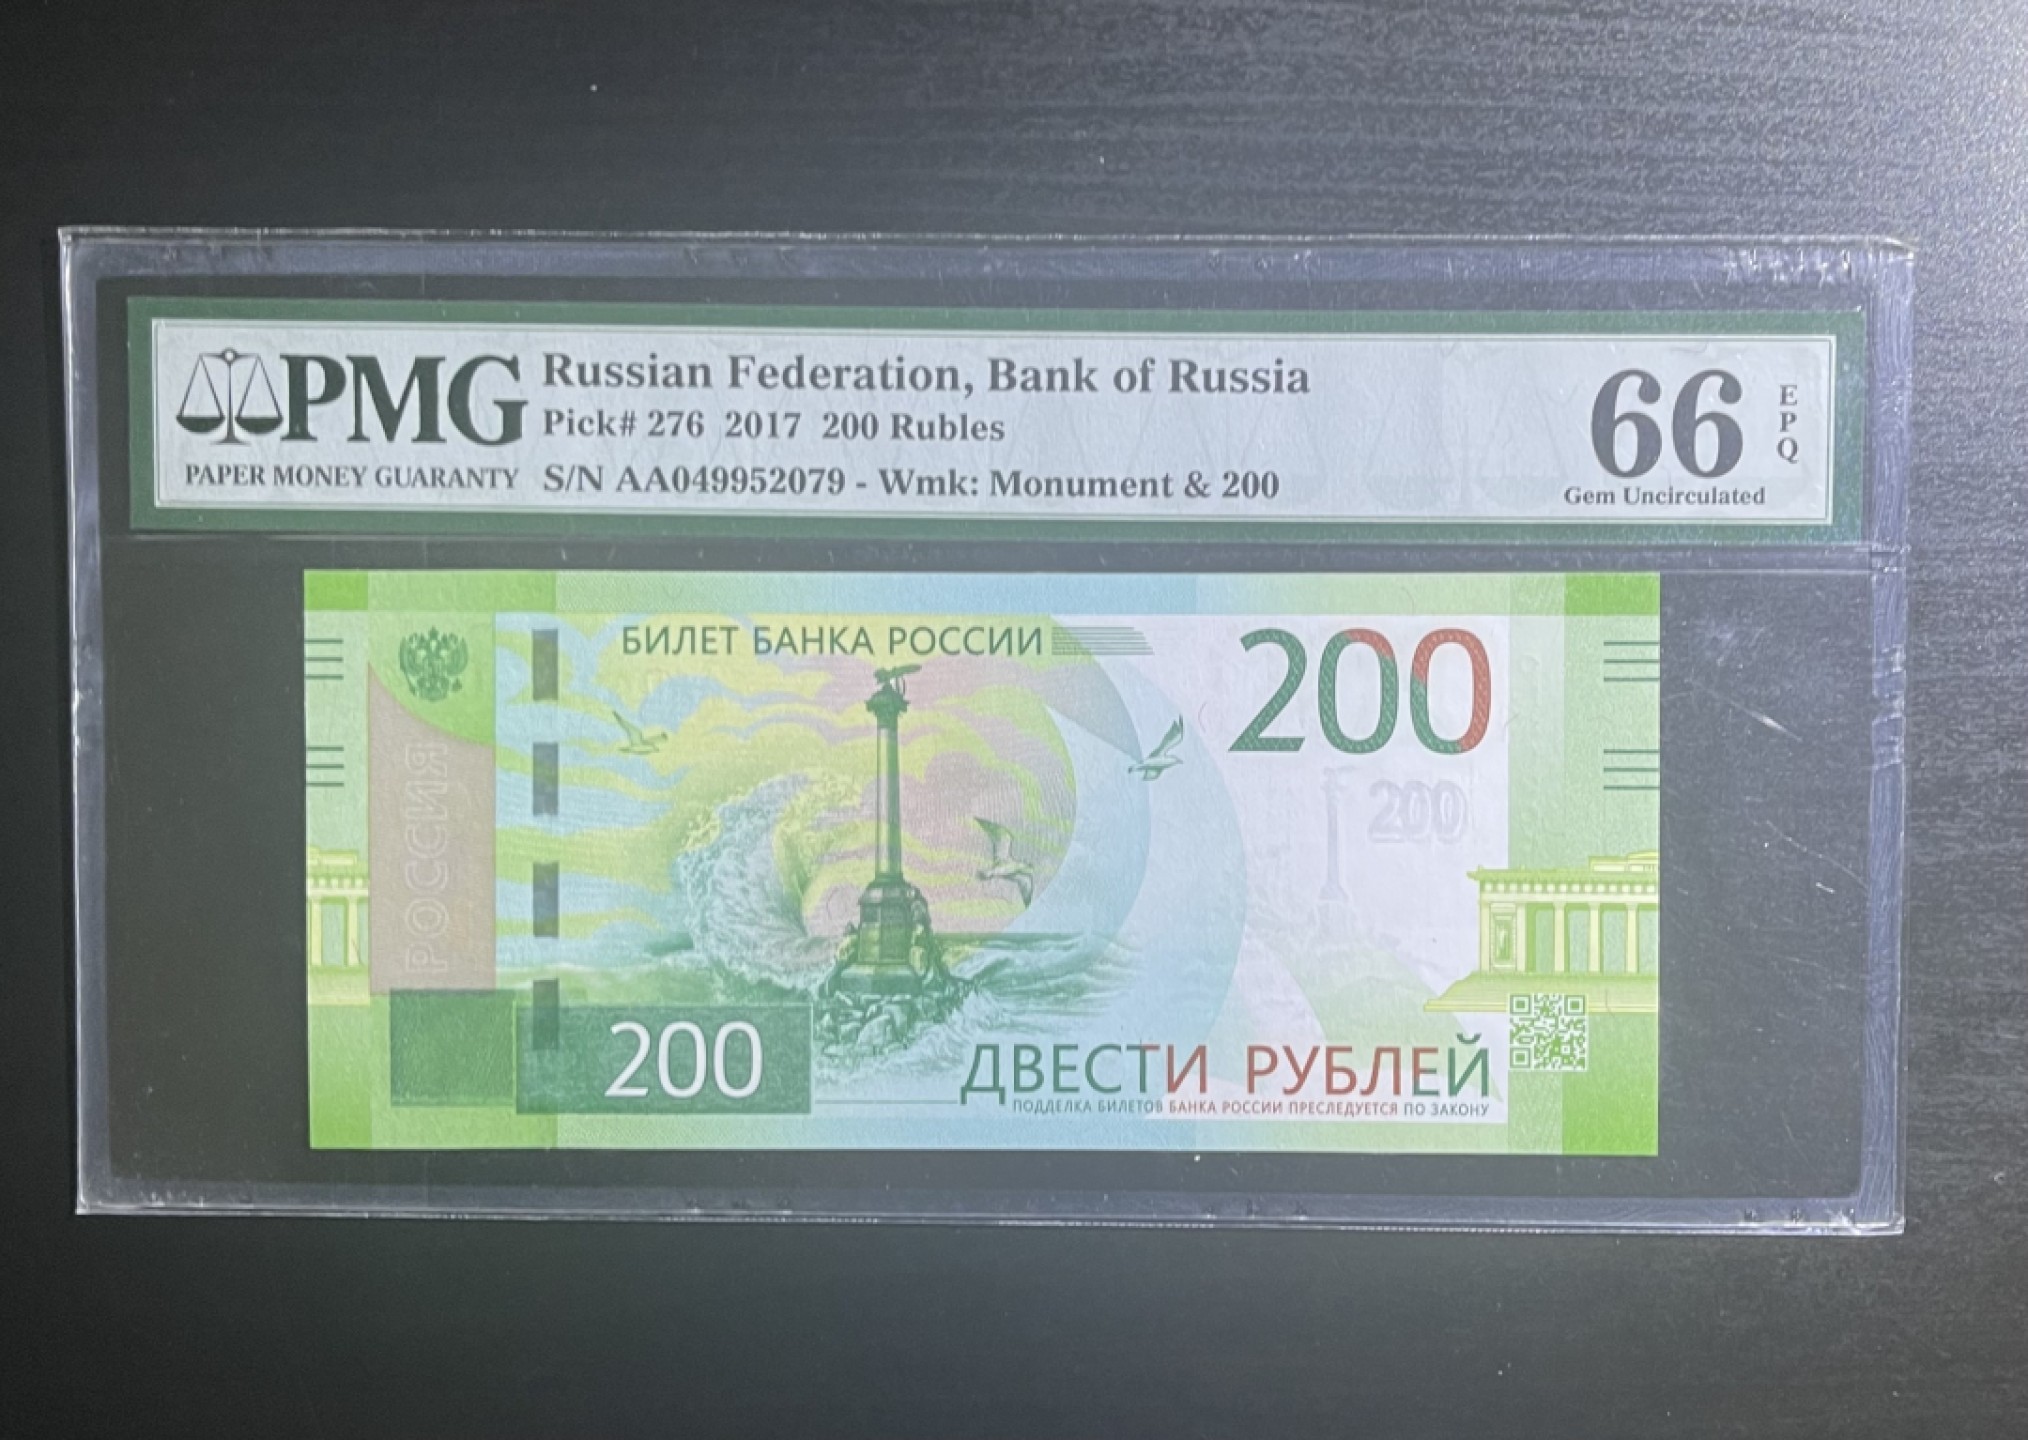 PMG
PAPER MONEY GUARANTY
Russian Federation, Bank of Russia
Pick# 276 2017 200 Rubles
S/N AA049952079 - Wmk: Monument & 200
66
EPQ
Gem Uncirculated
БИЛЕТ БАНКА РОССИИ
200
200
РОССИЯ
200
ДВЕСТИ РУБЛЕЙ
ПОДДЕЛКА БИЛЕТОВ БАНКА РОССИИ ПРЕСЛЕДУЕТСЯ ПО ЗАКОНУ